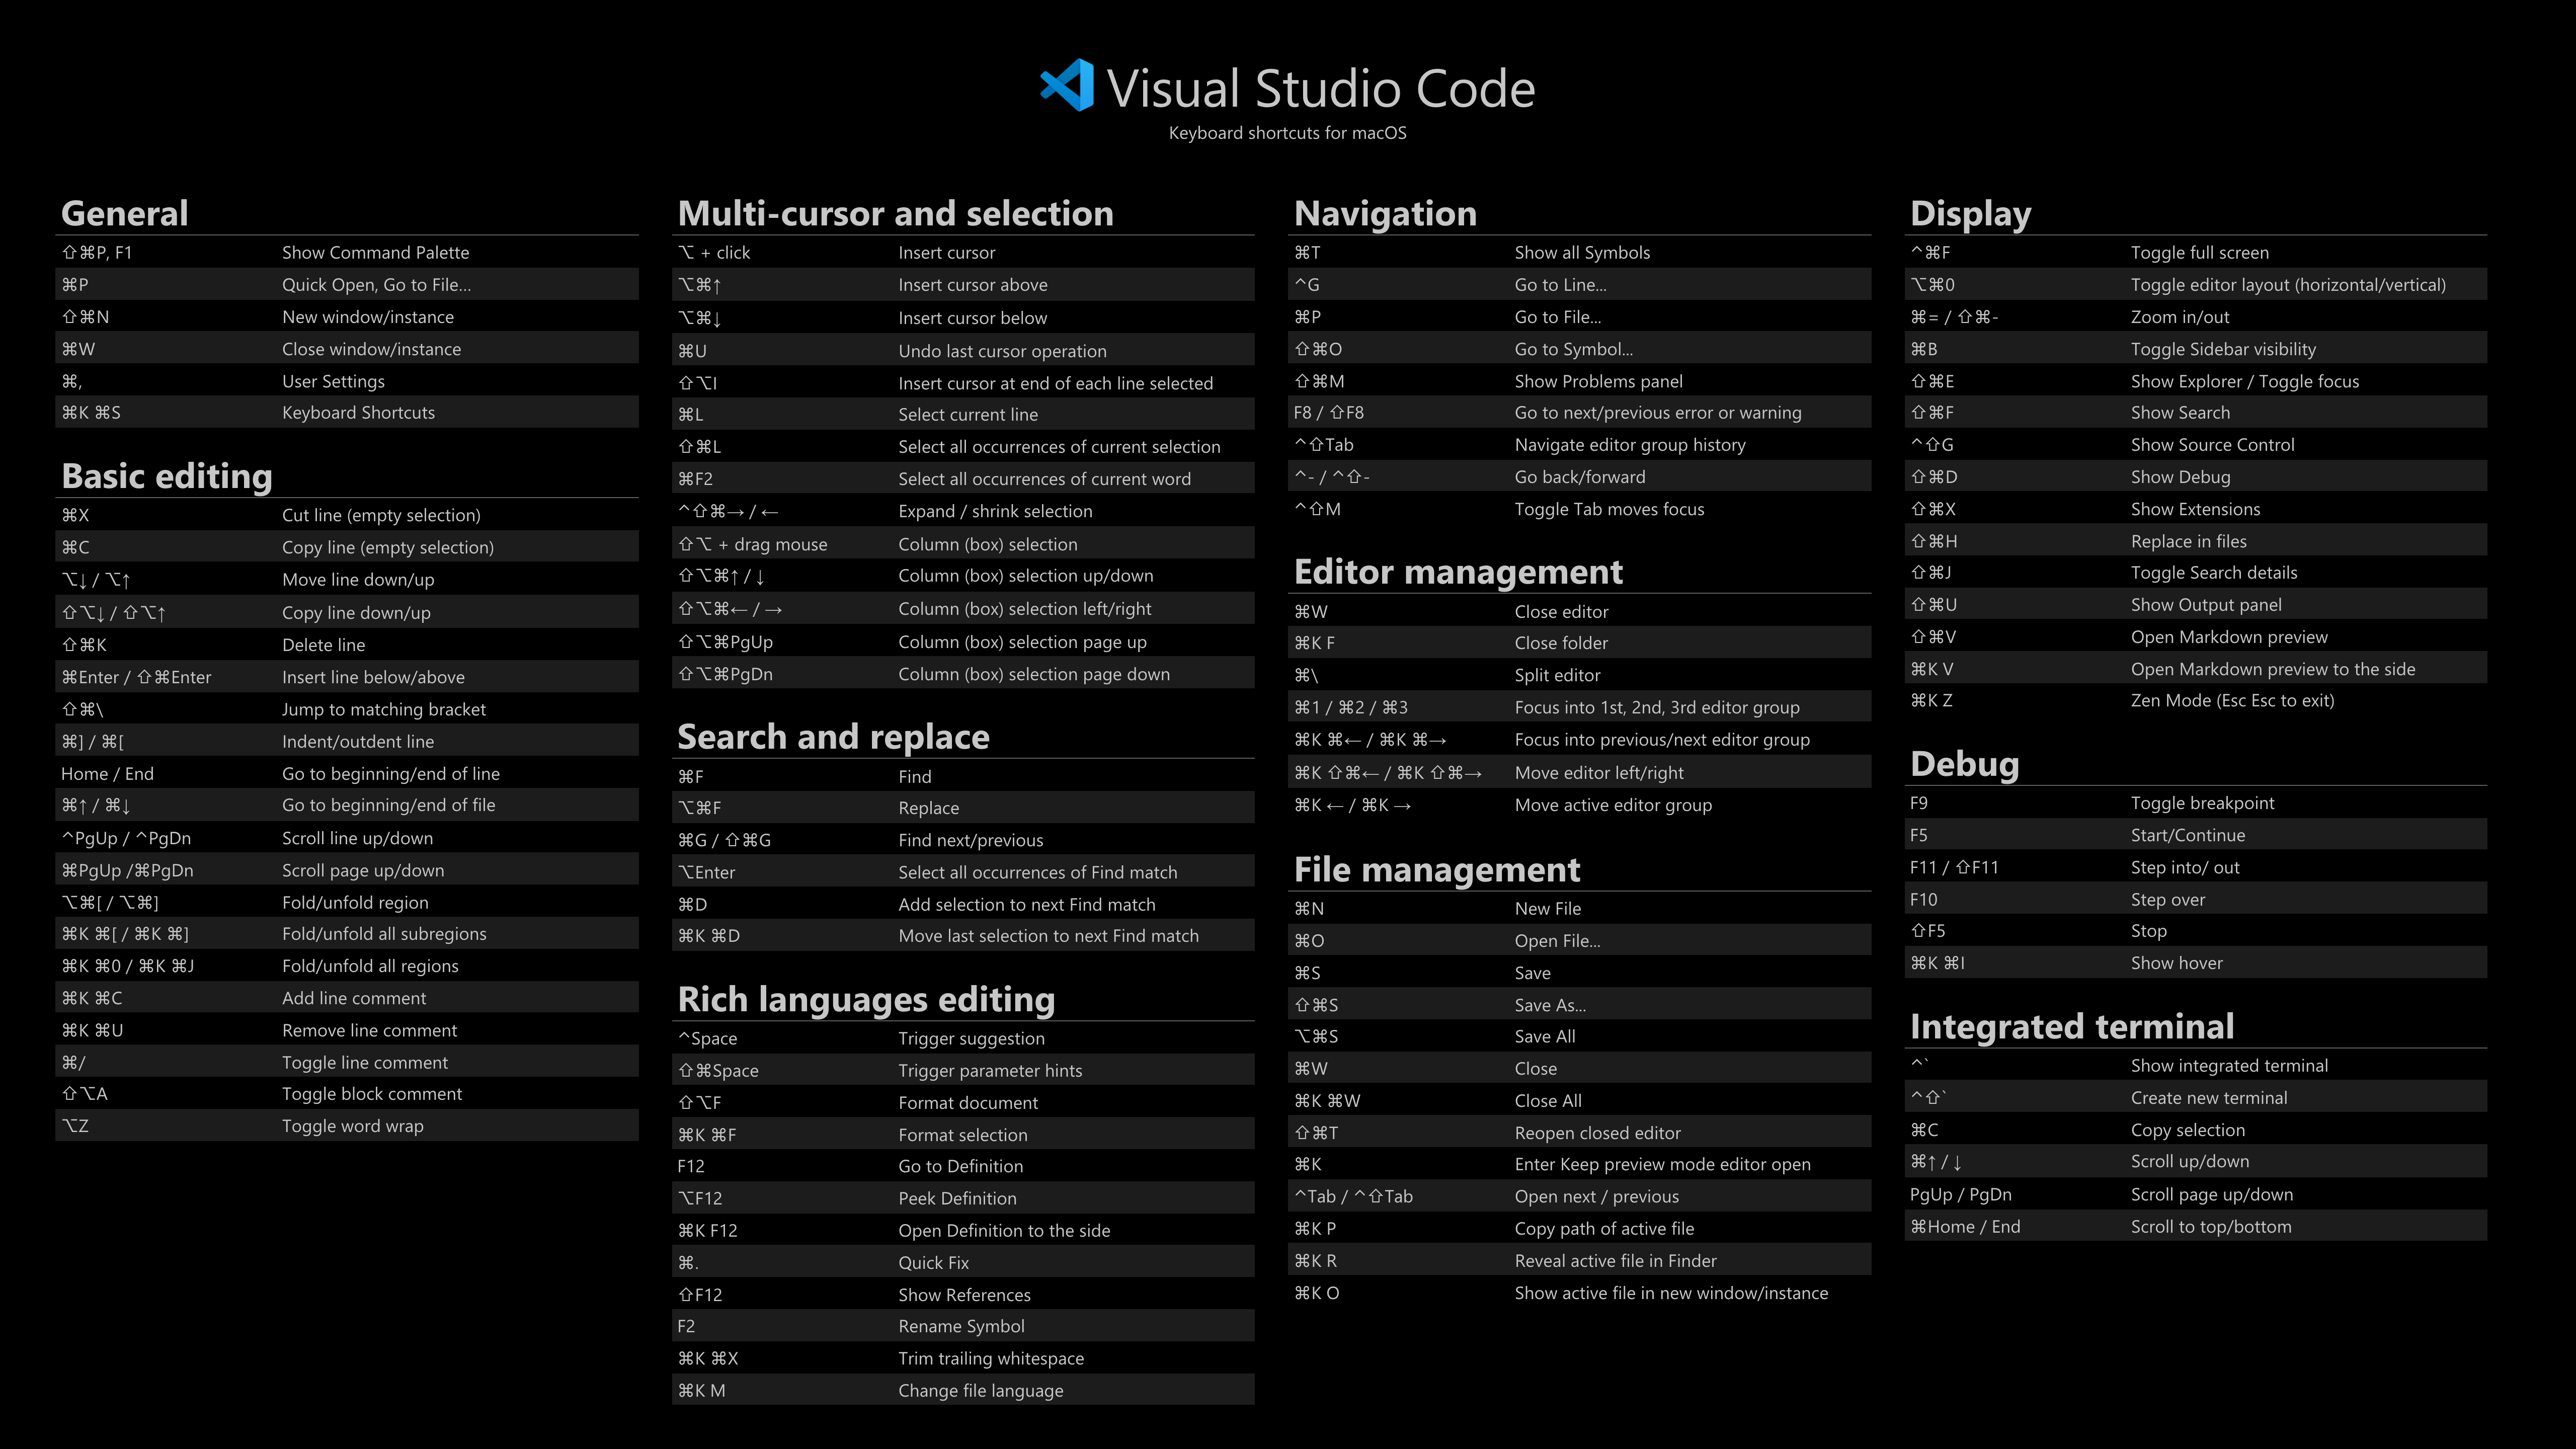 Visual Studio Code
Keyboard shortcuts for macOS
General
⇧⌘P, F1 Show Command Palette
⌘P Quick Open, Go to File...
⇧⌘N New window/instance
⌘W Close window/instance
⌘, User Settings
⌘K ⌘S Keyboard Shortcuts
Basic editing
⌘X Cut line (empty selection)
⌘C Copy line (empty selection)
⌥↓ / ⌥↑ Move line down/up
⇧⌥↓ / ⇧⌥↑ Copy line down/up
⇧⌘K Delete line
⌘Enter / ⇧⌘Enter Insert line below/above
⇧⌘\ Jump to matching bracket
⌘] / ⌘[ Indent/outdent line
Home / End Go to beginning/end of line
⌘↑ / ⌘↓ Go to beginning/end of file
^PgUp / ^PgDn Scroll line up/down
⌘PgUp /⌘PgDn Scroll page up/down
⌥⌘[ / ⌥⌘] Fold/unfold region
⌘K ⌘[ / ⌘K ⌘] Fold/unfold all subregions
⌘K ⌘0 / ⌘K ⌘J Fold/unfold all regions
⌘K ⌘C Add line comment
⌘K ⌘U Remove line comment
⌘/ Toggle line comment
⇧⌥A Toggle block comment
⌥Z Toggle word wrap
Multi-cursor and selection
⌥ + click Insert cursor
⌥⌘↑ Insert cursor above
⌥⌘↓ Insert cursor below
⌘U Undo last cursor operation
⇧⌥I Insert cursor at end of each line selected
⌘L Select current line
⇧⌘L Select all occurrences of current selection
⌘F2 Select all occurrences of current word
^⇧⌘→ / ← Expand / shrink selection
⇧⌥ + drag mouse Column (box) selection
⇧⌥⌘↑ / ↓ Column (box) selection up/down
⇧⌥⌘← / → Column (box) selection left/right
⇧⌥⌘PgUp Column (box) selection page up
⇧⌥⌘PgDn Column (box) selection page down
Search and replace
⌘F Find
⌥⌘F Replace
⌘G / ⇧⌘G Find next/previous
⌥Enter Select all occurrences of Find match
⌘D Add selection to next Find match
⌘K ⌘D Move last selection to next Find match
Rich languages editing
^Space Trigger suggestion
⇧⌘Space Trigger parameter hints
⇧⌥F Format document
⌘K ⌘F Format selection
F12 Go to Definition
⌥F12 Peek Definition
⌘K F12 Open Definition to the side
⌘. Quick Fix
⇧F12 Show References
F2 Rename Symbol
⌘K ⌘X Trim trailing whitespace
⌘K M Change file language
Navigation
⌘T Show all Symbols
^G Go to Line...
⌘P Go to File...
⇧⌘O Go to Symbol...
⇧⌘M Show Problems panel
F8 / ⇧F8 Go to next/previous error or warning
^⇧Tab Navigate editor group history
^- / ^⇧- Go back/forward
^⇧M Toggle Tab moves focus
Editor management
⌘W Close editor
⌘K F Close folder
⌘\ Split editor
⌘1 / ⌘2 / ⌘3 Focus into 1st, 2nd, 3rd editor group
⌘K ⌘← / ⌘K ⌘→ Focus into previous/next editor group
⌘K ⇧⌘← / ⌘K ⇧⌘→ Move editor left/right
⌘K ← / ⌘K → Move active editor group
File management
⌘N New File
⌘O Open File...
⌘S Save
⇧⌘S Save As...
⌥⌘S Save All
⌘W Close
⌘K ⌘W Close All
⇧⌘T Reopen closed editor
⌘K Enter Keep preview mode editor open
^Tab / ^⇧Tab Open next / previous
⌘K P Copy path of active file
⌘K R Reveal active file in Finder
⌘K O Show active file in new window/instance
Display
^⌘F Toggle full screen
⌥⌘0 Toggle editor layout (horizontal/vertical)
⌘= / ⇧⌘- Zoom in/out
⌘B Toggle Sidebar visibility
⇧⌘E Show Explorer / Toggle focus
⇧⌘F Show Search
^⇧G Show Source Control
⇧⌘D Show Debug
⇧⌘X Show Extensions
⇧⌘H Replace in files
⇧⌘J Toggle Search details
⇧⌘U Show Output panel
⇧⌘V Open Markdown preview
⌘K V Open Markdown preview to the side
⌘K Z Zen Mode (Esc Esc to exit)
Debug
F9 Toggle breakpoint
F5 Start/Continue
F11 / ⇧F11 Step into/ out
F10 Step over
⇧F5 Stop
⌘K ⌘I Show hover
Integrated terminal
^` Show integrated terminal
^⇧` Create new terminal
⌘C Copy selection
⌘↑ / ↓ Scroll up/down
PgUp / PgDn Scroll page up/down
⌘Home / End Scroll to top/bottom